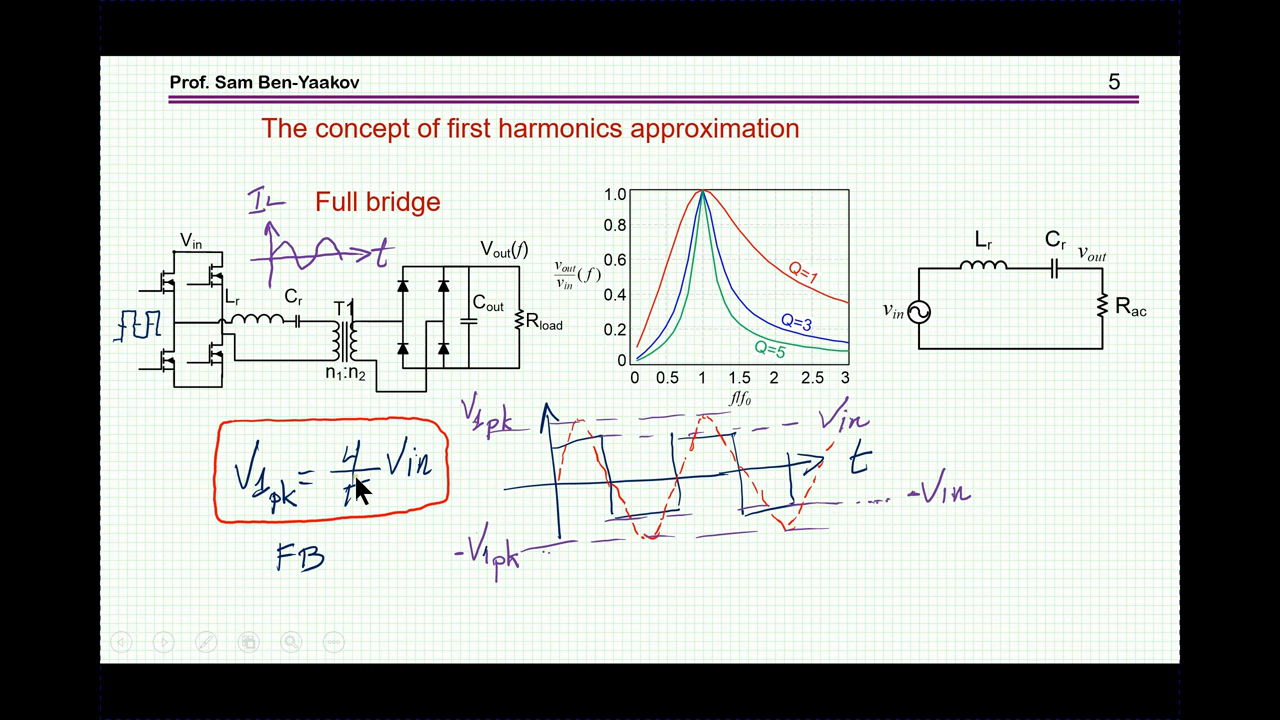 Prof. Sam Ben-Yaakov
5
The concept of first harmonics approximation
IL
Full bridge
t
Vin
Lr
Cr
T1
n1:n2
Vout(f)
Cout
Rload
vout/vin (f)
1.0
0.8
0.6
0.4
0.2
0
Q=1
Q=3
Q=5
0 0.5 1 1.5 2 2.5 3
f/f0
Lr
Cr
vout
vin
Rac
V1pk
Vin
t
-Vin
-V1pk
V1pk = 4/π Vin
FB